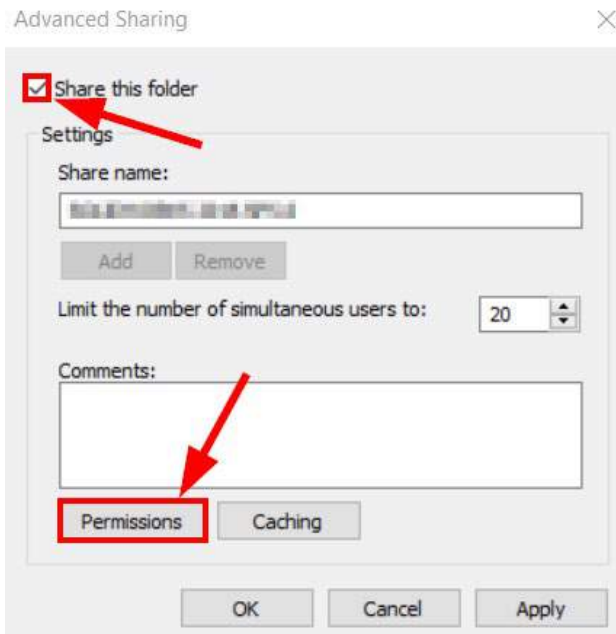 Advanced Sharing
Share this folder
Settings
Share name:
Add Remove
Limit the number of simultaneous users to: 20
Comments:
Permissions Caching
OK Cancel Apply